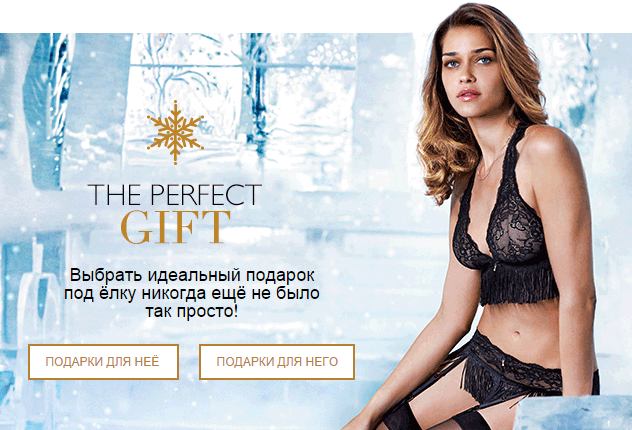 THE PERFECT
GIFT
Выбрать идеальный подарок
под ёлку никогда ещё не было
так просто!
ПОДАРКИ ДЛЯ НЕЁ
ПОДАРКИ ДЛЯ НЕГО